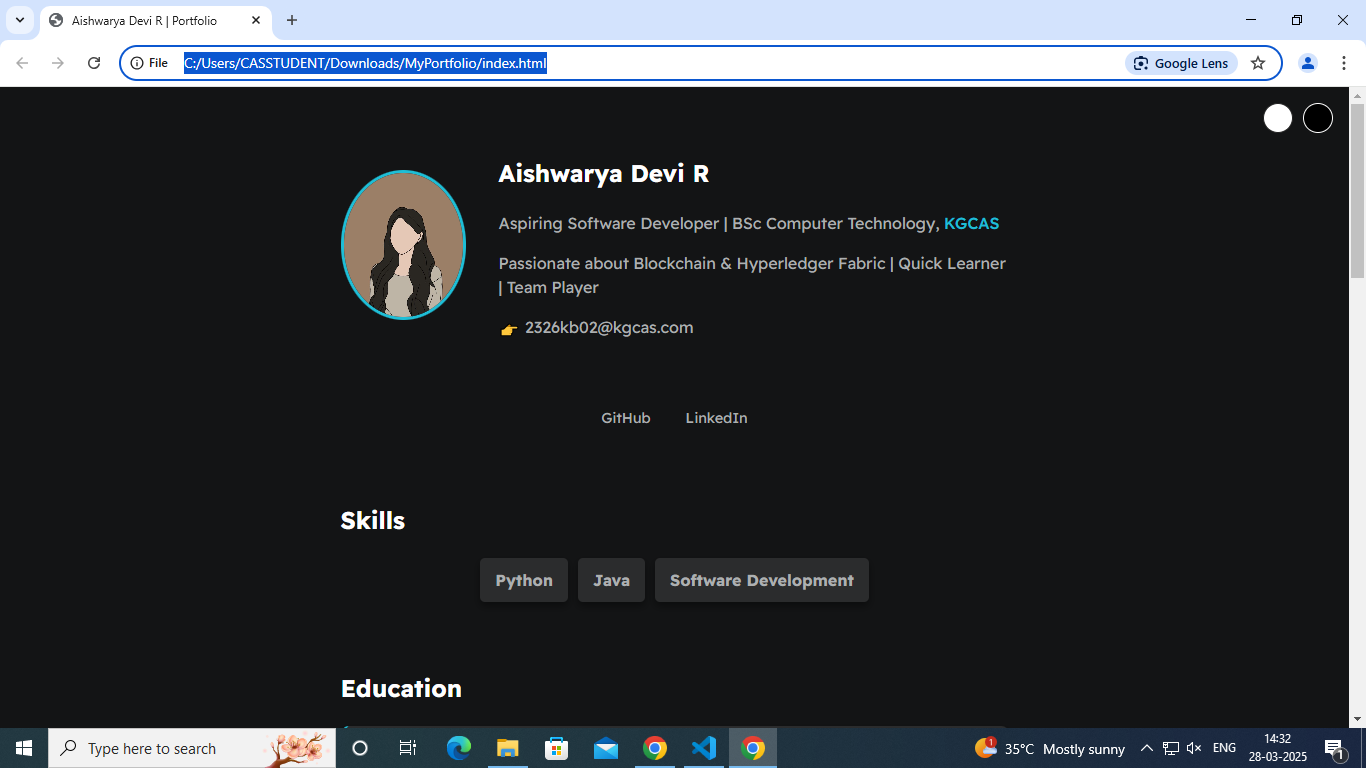 Aishwarya Devi R | Portfolio
File
C:/Users/CASSTUDENT/Downloads/MyPortfolio/index.html
Google Lens
Aishwarya Devi R
Aspiring Software Developer | BSc Computer Technology, KGCAS
Passionate about Blockchain & Hyperledger Fabric | Quick Learner
| Team Player
👉 2326kb02@kgcas.com
GitHub LinkedIn
Skills
Python Java Software Development
Education
Type here to search
1
35°C Mostly sunny
ENG
14:32
28-03-2025
1